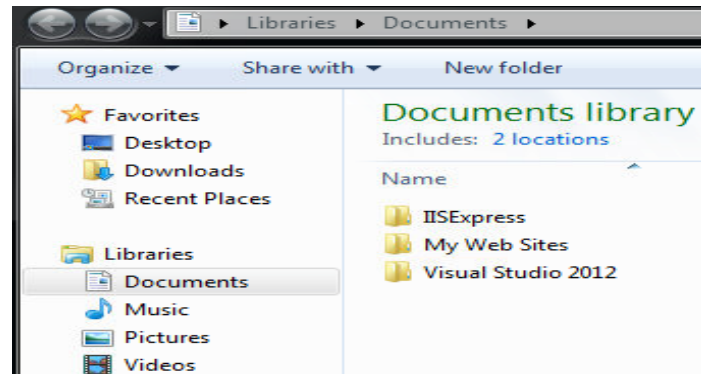 Libraries Documents
Organize Share with New folder
Favorites
Desktop
Downloads
Recent Places
Libraries
Documents
Music
Pictures
Videos
Documents library
Includes: 2 locations
Name
IISExpress
My Web Sites
Visual Studio 2012